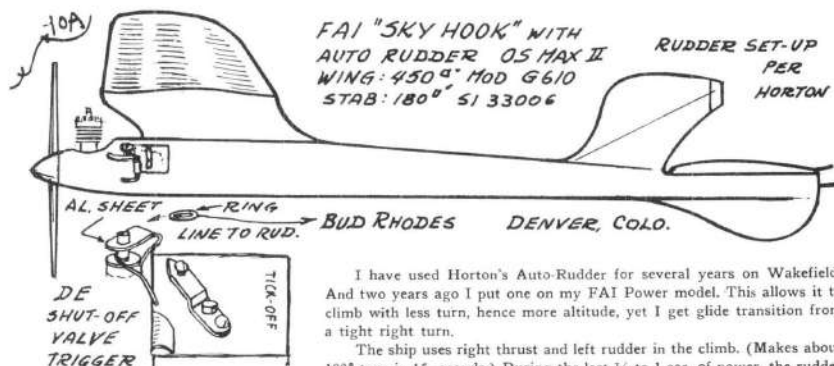 -10A
FAI "SKY HOOK" WITH
AUTO RUDDER OS MAX II
WING: 450□" MOD G610
STAB: 180□" SI 33006
RUDDER SET-UP
PER
HORTON
AL. SHEET
RING
LINE TO RUD.
BUD RHODES DENVER, COLO.
DE
SHUT-OFF
VALVE
TRIGGER
TICK-OFF
I have used Horton's Auto-Rudder for several years on Wakefield
And two years ago I put one on my FAI Power model. This allows it t
climb with less turn, hence more altitude, yet I get glide transition from
a tight right turn.
The ship uses right thrust and left rudder in the climb. (Makes abou